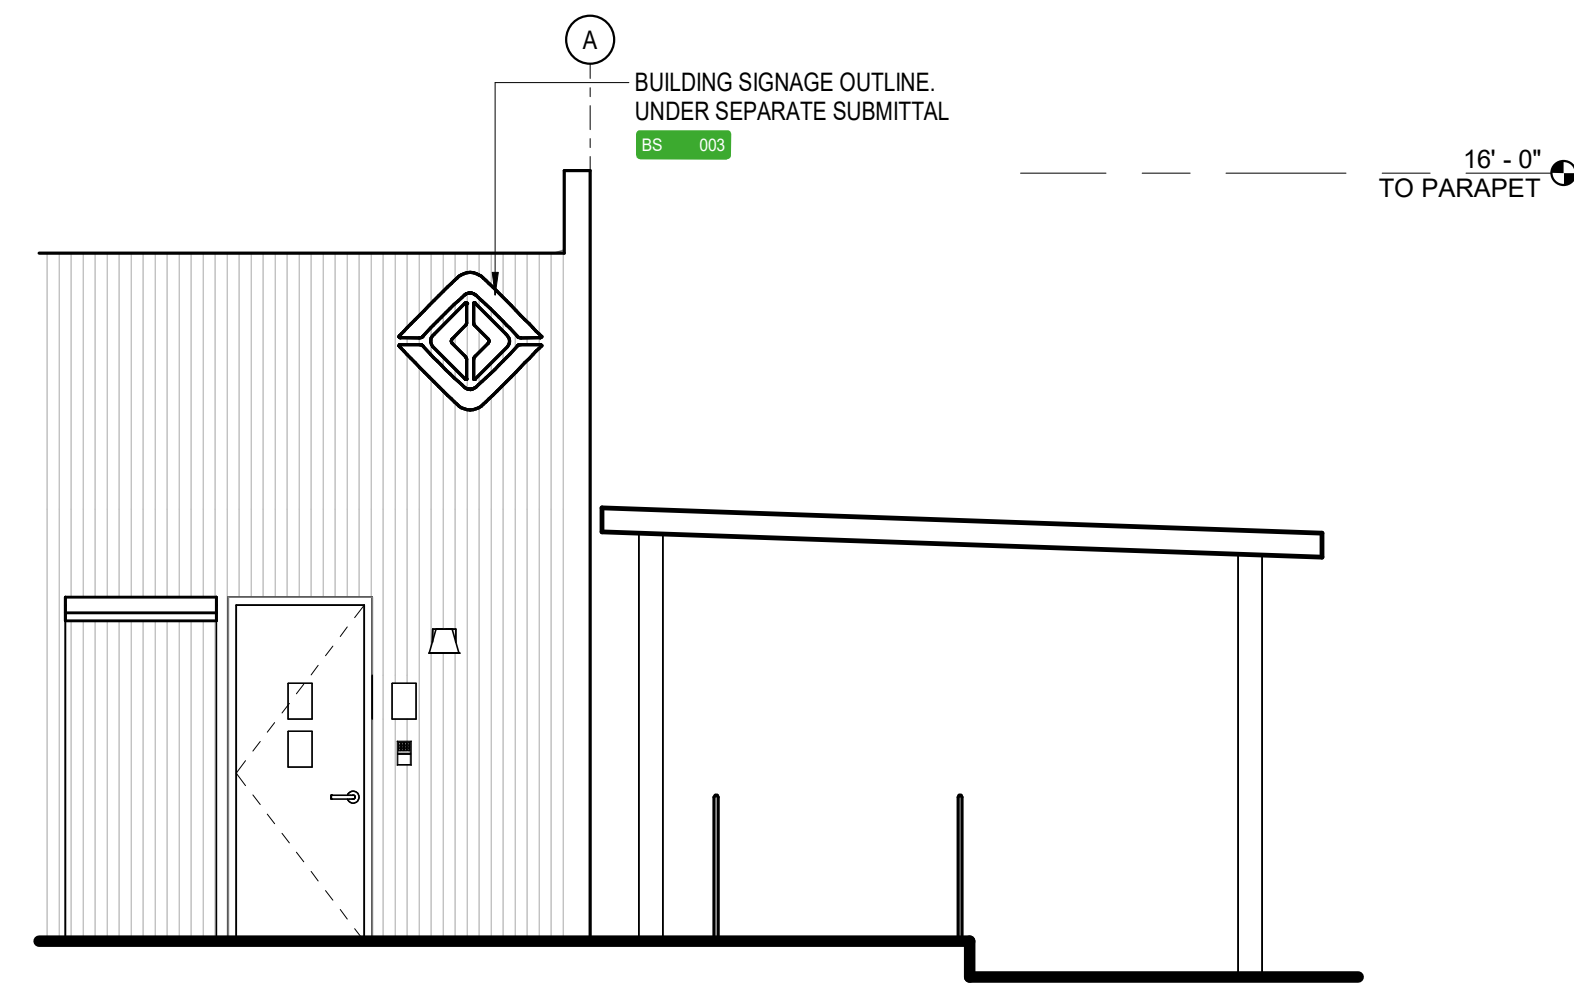 A
BUILDING SIGNAGE OUTLINE.
UNDER SEPARATE SUBMITTAL
BS 003
16' - 0"
TO PARAPET